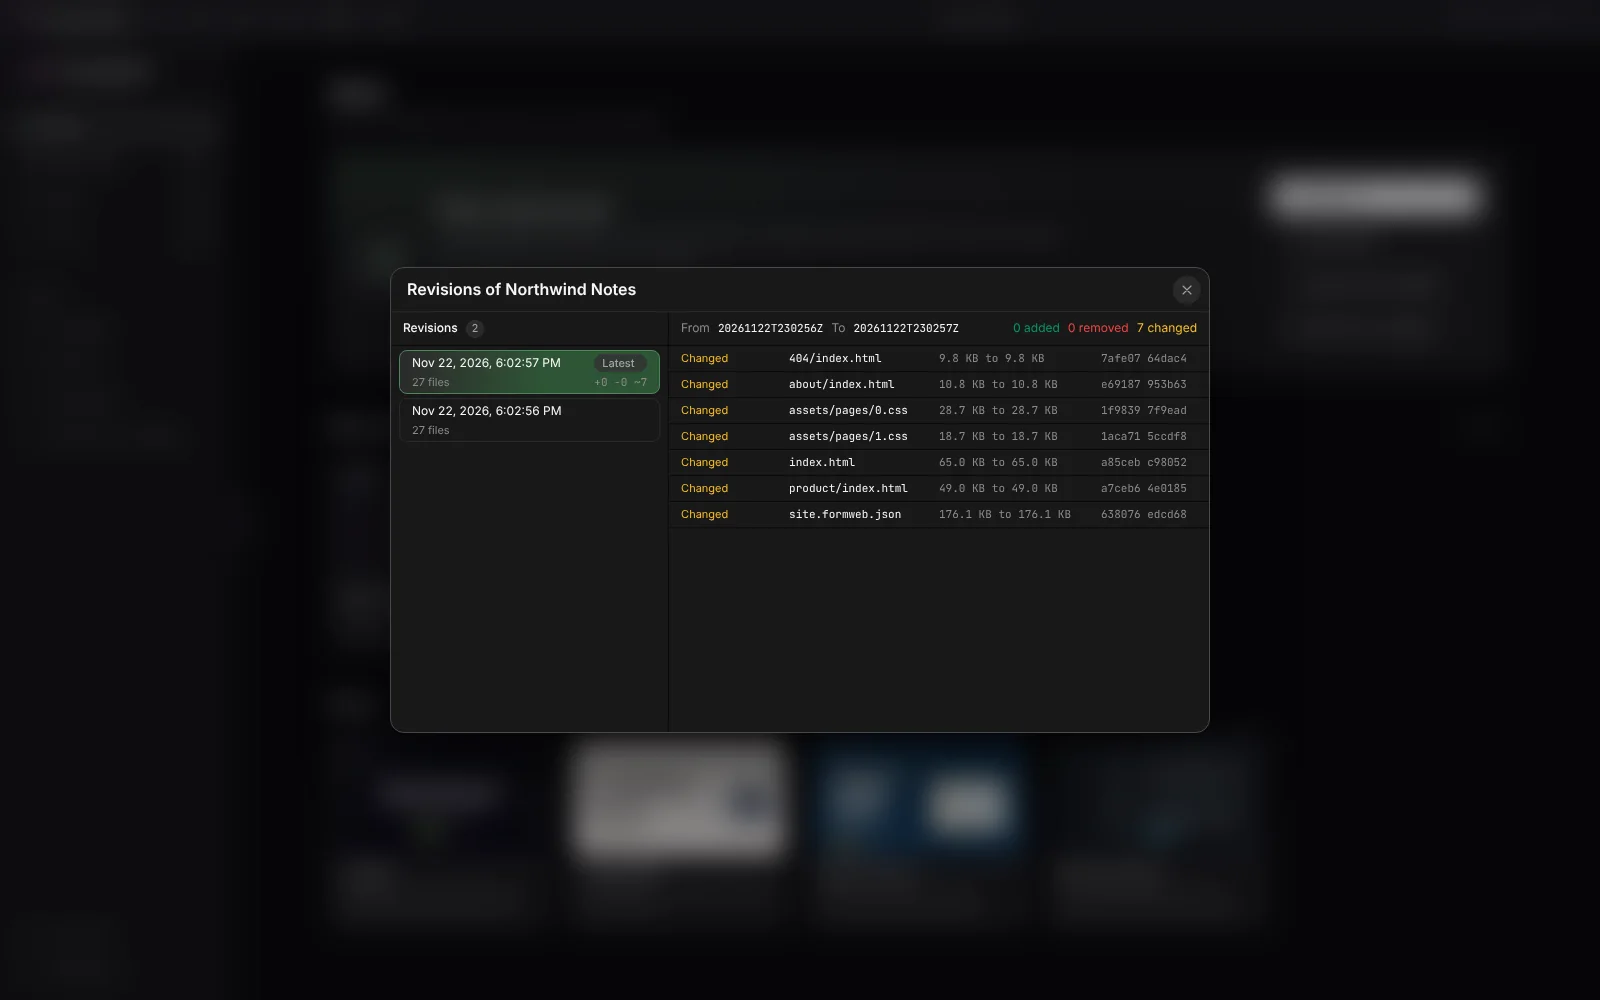 Revisions of Northwind Notes
Revisions 2
Nov 22, 2026, 6:02:57 PM Latest
27 files +0 -0 ~7
Nov 22, 2026, 6:02:56 PM
27 files
From 20261122T230256Z To 20261122T230257Z 0 added 0 removed 7 changed
Changed 404/index.html 9.8 KB to 9.8 KB 7afe07 64dac4
Changed about/index.html 10.8 KB to 10.8 KB e69187 953b63
Changed assets/pages/0.css 28.7 KB to 28.7 KB 1f9839 7f9ead
Changed assets/pages/1.css 18.7 KB to 18.7 KB 1aca71 5ccdf8
Changed index.html 65.0 KB to 65.0 KB a85ceb c98052
Changed product/index.html 49.0 KB to 49.0 KB a7ceb6 4e0185
Changed site.formweb.json 176.1 KB to 176.1 KB 638076 edcd68